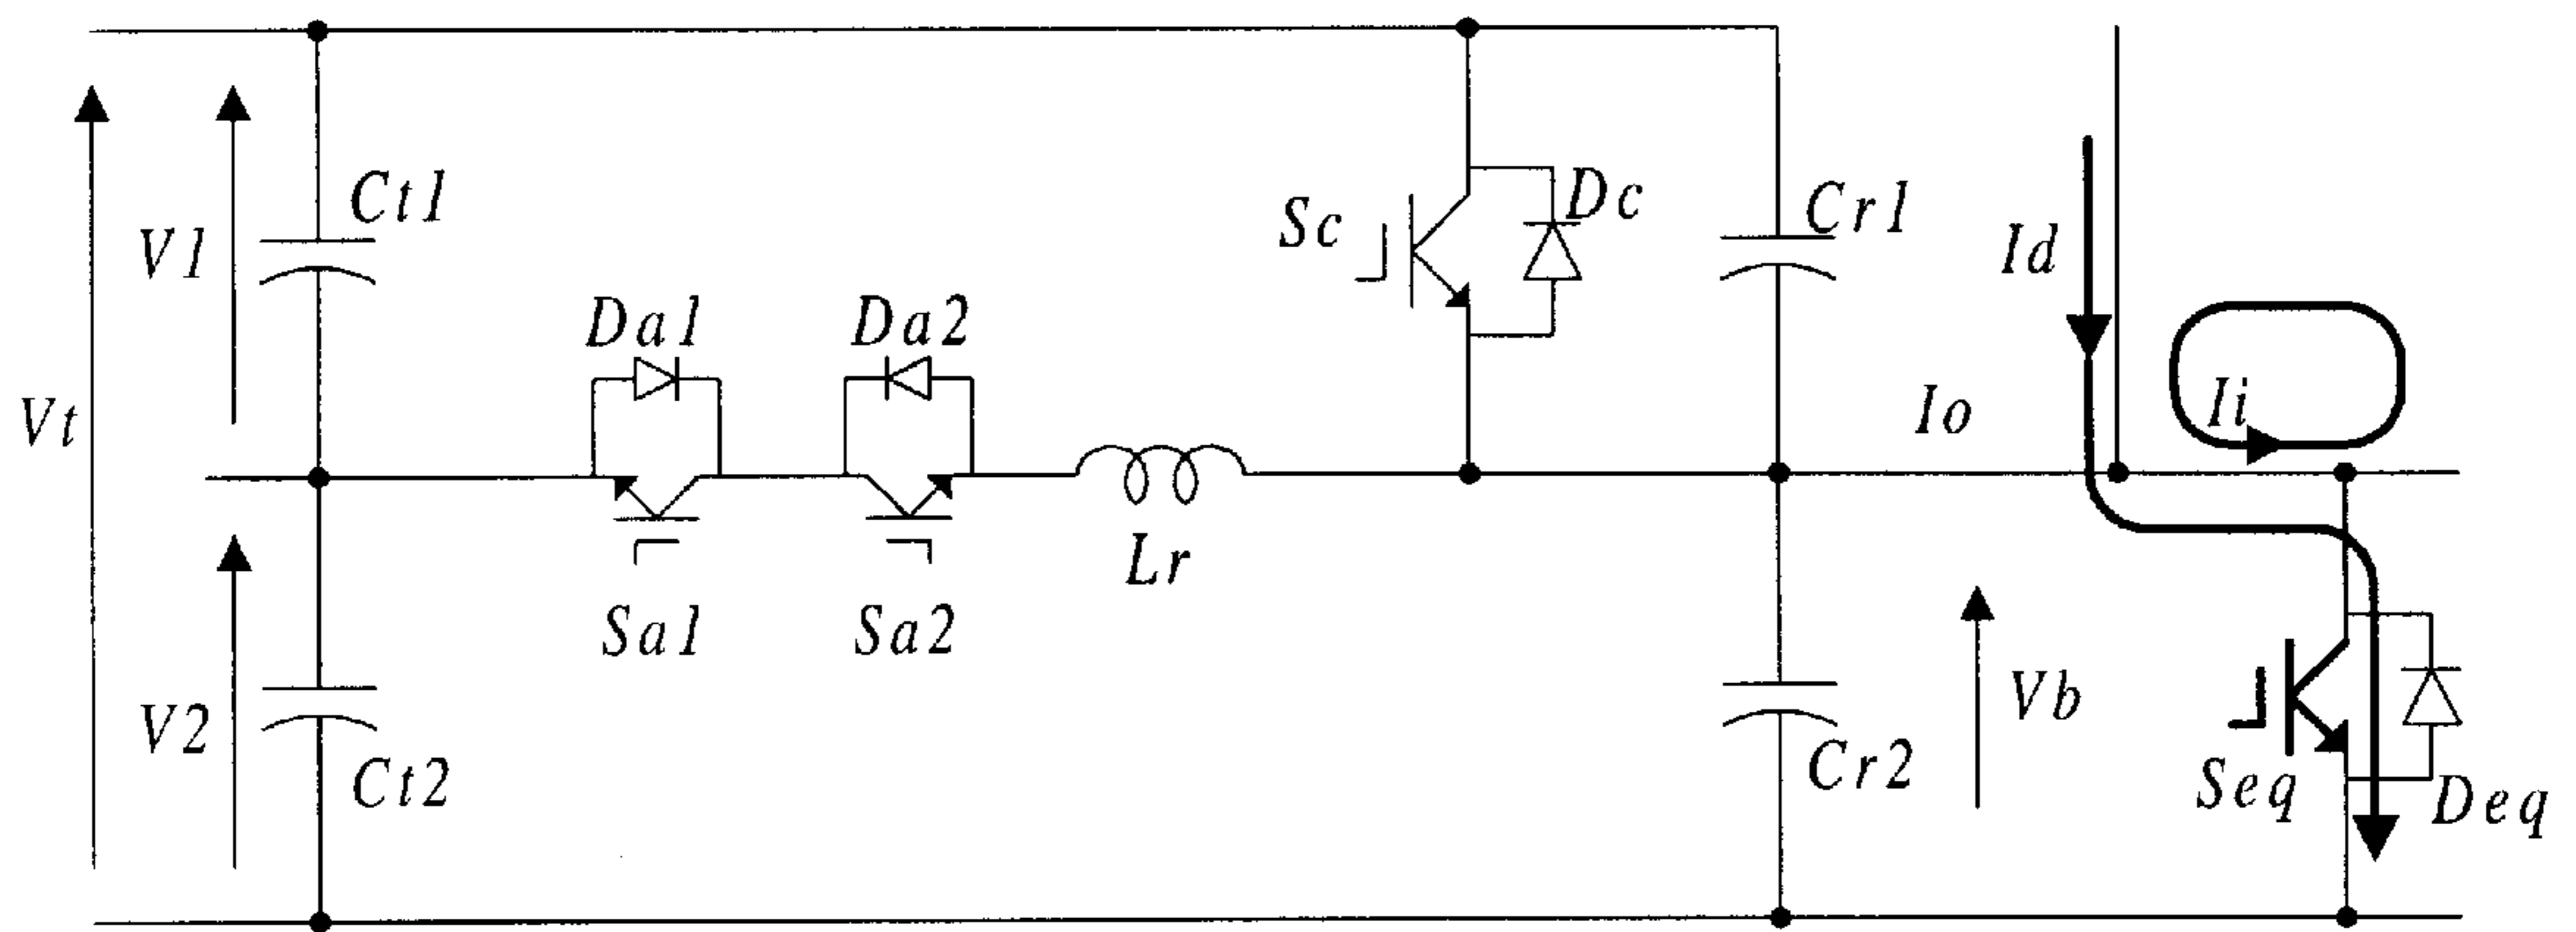 Ct1
Dc
Cr1
Sc
V1
Id
Da1
Da2
Vt
Io
Ii
Lr
Sa1
Sa2
V2
Vb
Ct2
Cr2
Seq
Deq